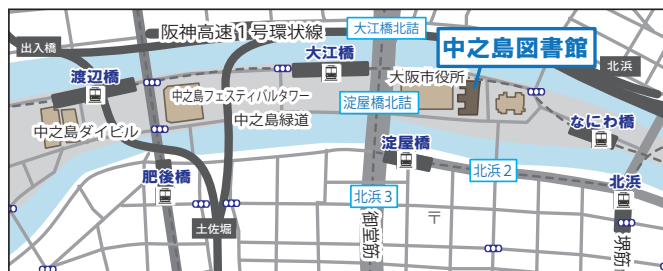 阪神高速1号環状線
大江橋北詰
出入橋
大江橋
中之島図書館
北浜
渡辺橋
大阪市役所
中之島フェスティバルタワー
淀屋橋北詰
中之島緑道
中之島ダイビル
なにわ橋
淀屋橋
肥後橋
北浜2
北浜
北浜3
〒
土佐堀
御堂筋
堺筋